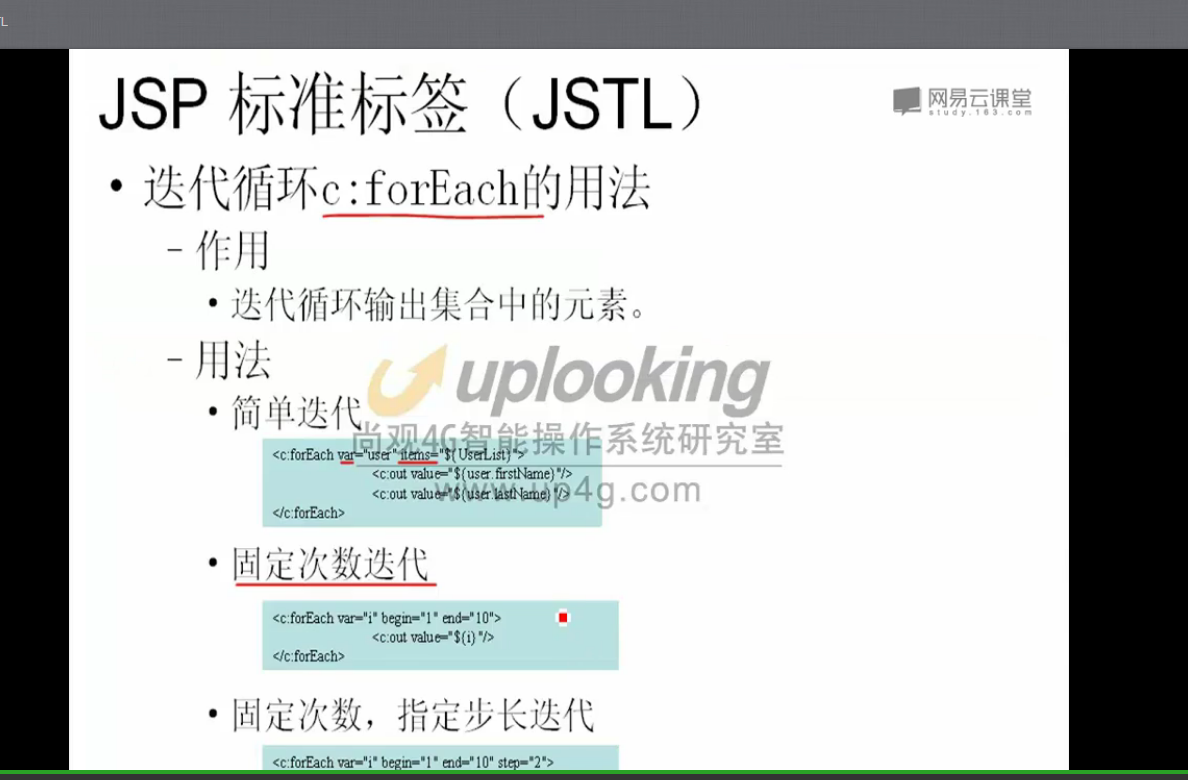 TL
JSP 标准标签（JSTL）
网易云课堂
study.163.com
• 迭代循环c:forEach的用法
– 作用
• 迭代循环输出集合中的元素。
– 用法
uplooking
• 简单迭代
尚观4G智能操作系统研究室
<c:forEach var="user" items="${UserList}">
<c:out value="${user.firstName}"/>
<c:out value="${user.lastName}"/>
www.up4g.com
</c:forEach>
• 固定次数迭代
<c:forEach var="i" begin="1" end="10">
<c:out value="${i}"/>
</c:forEach>
• 固定次数，指定步长迭代
<c:forEach var="i" begin="1" end="10" step="2">